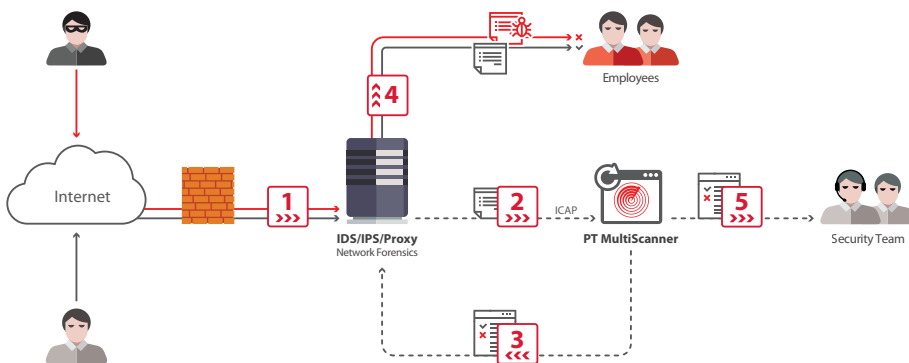 4
Employees
Internet
1
2
ICAP
5
IDS/IPS/Proxy
Network Forensics
PT MultiScanner
Security Team
3